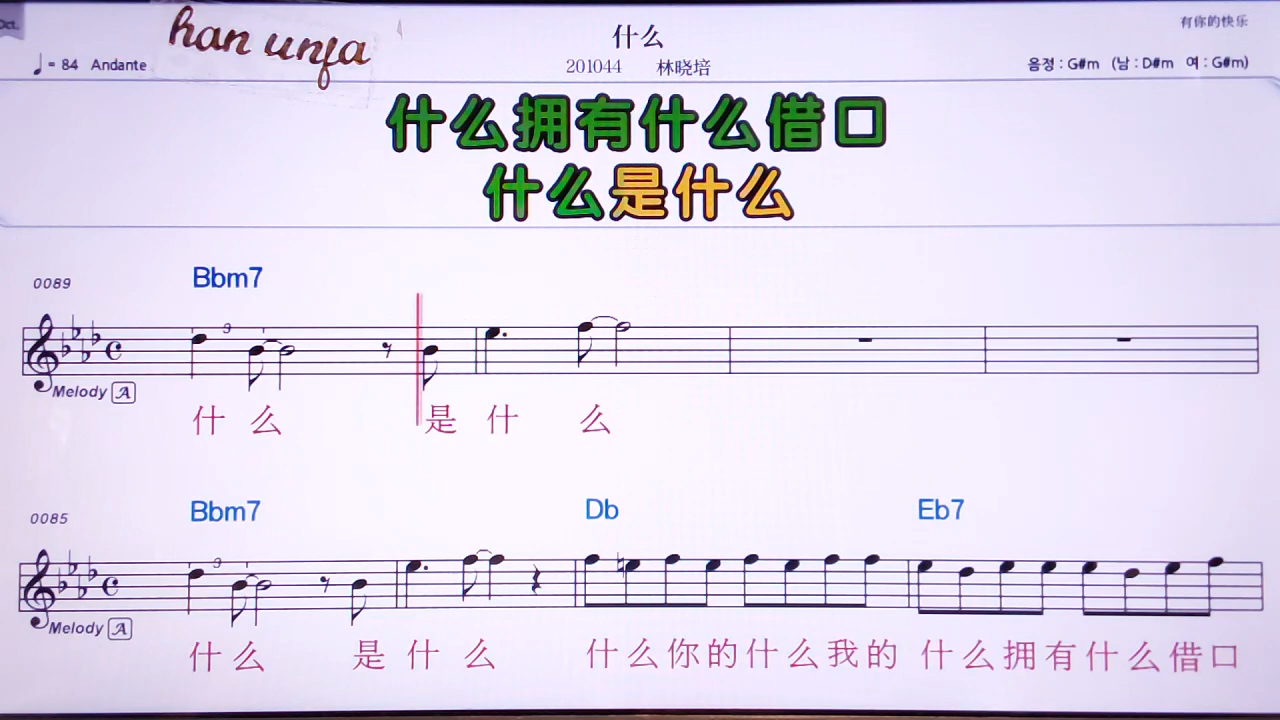 Oct.
han unfa
什么
有你的快乐
♩= 84 Andante
201044 林晓培
음정 : G#m (남 : D#m 여 : G#m)
什么拥有什么借口
什么是什么
0089
Bbm7
3
Melody A
什 么 是 什 么
0085
Bbm7 Db Eb7
3
Melody A
什 么 是 什 么 什么你的什么我的 什么拥有什么借口